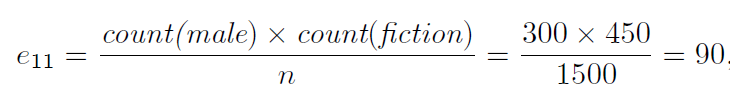 e11 = count(male) × count(fiction) / n = 300 × 450 / 1500 = 90,